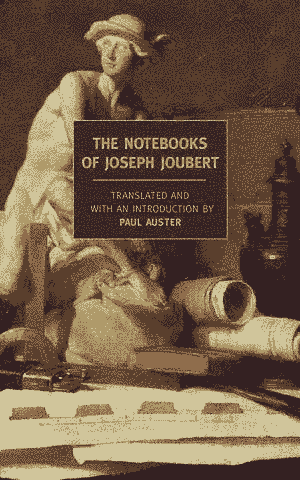 THE NOTEBOOKS
OF JOSEPH JOUBERT
TRANSLATED AND
WITH AN INTRODUCTION BY
PAUL AUSTER